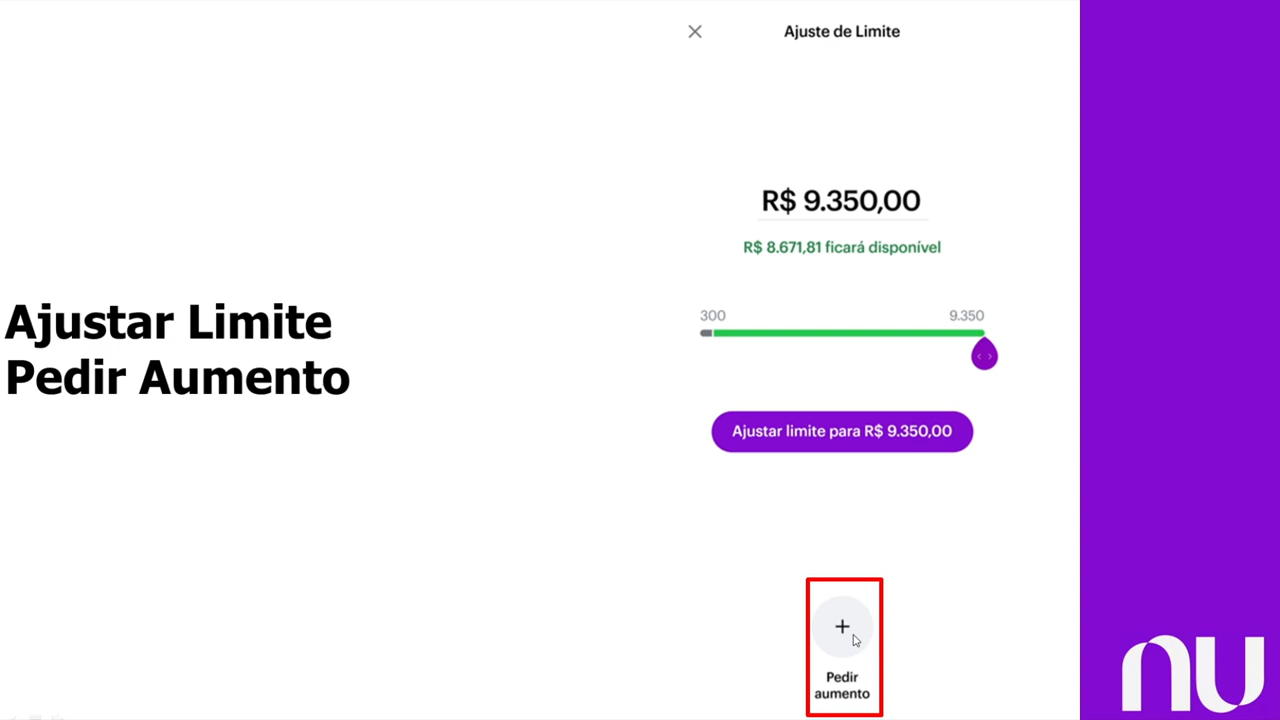 Ajuste de Limite
R$ 9.350,00
R$ 8.671,81 ficará disponível
300
9.350
Ajustar Limite
Pedir Aumento
Ajustar limite para R$ 9.350,00
Pedir
aumento
nu